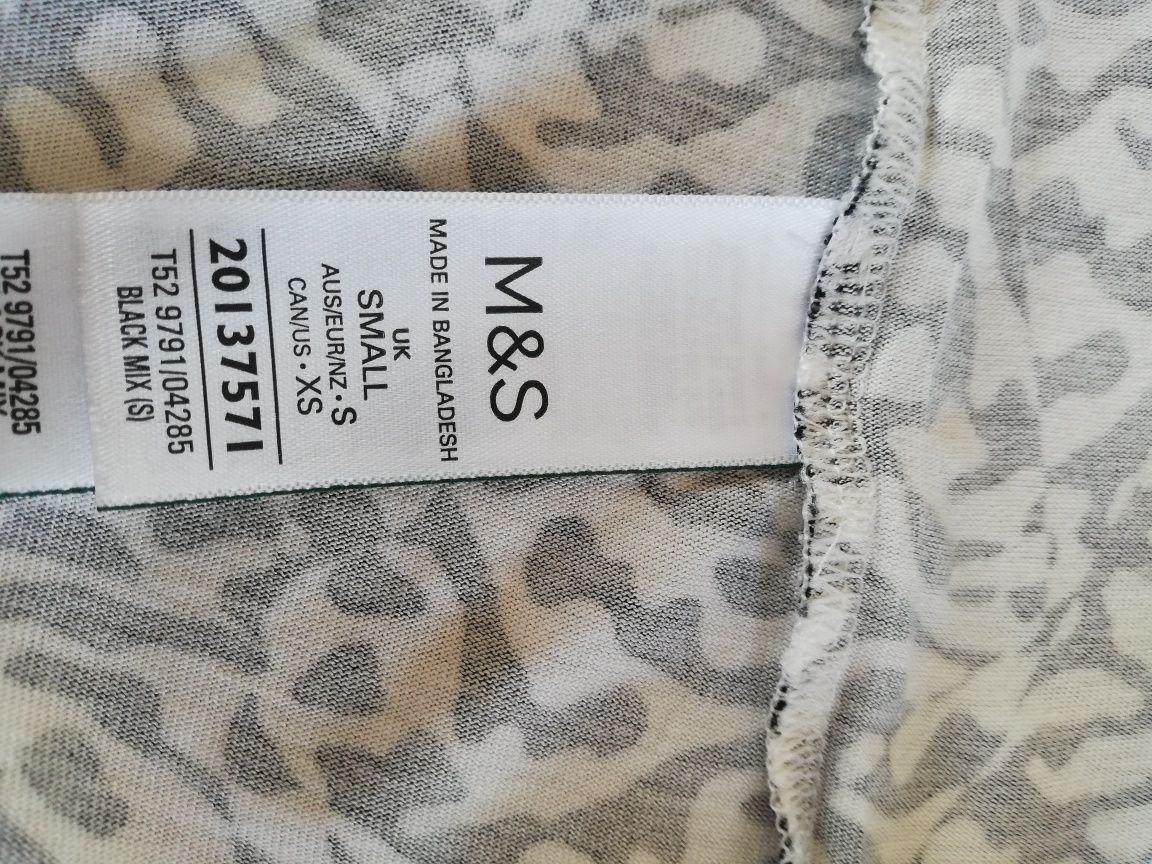 M&S
MADE IN BANGLADESH
UK
SMALL
AUS/EUR/NZ • S
CAN/US • XS
20137571
T52 9791/04285
BLACK MIX (S)
T52 9791/04285